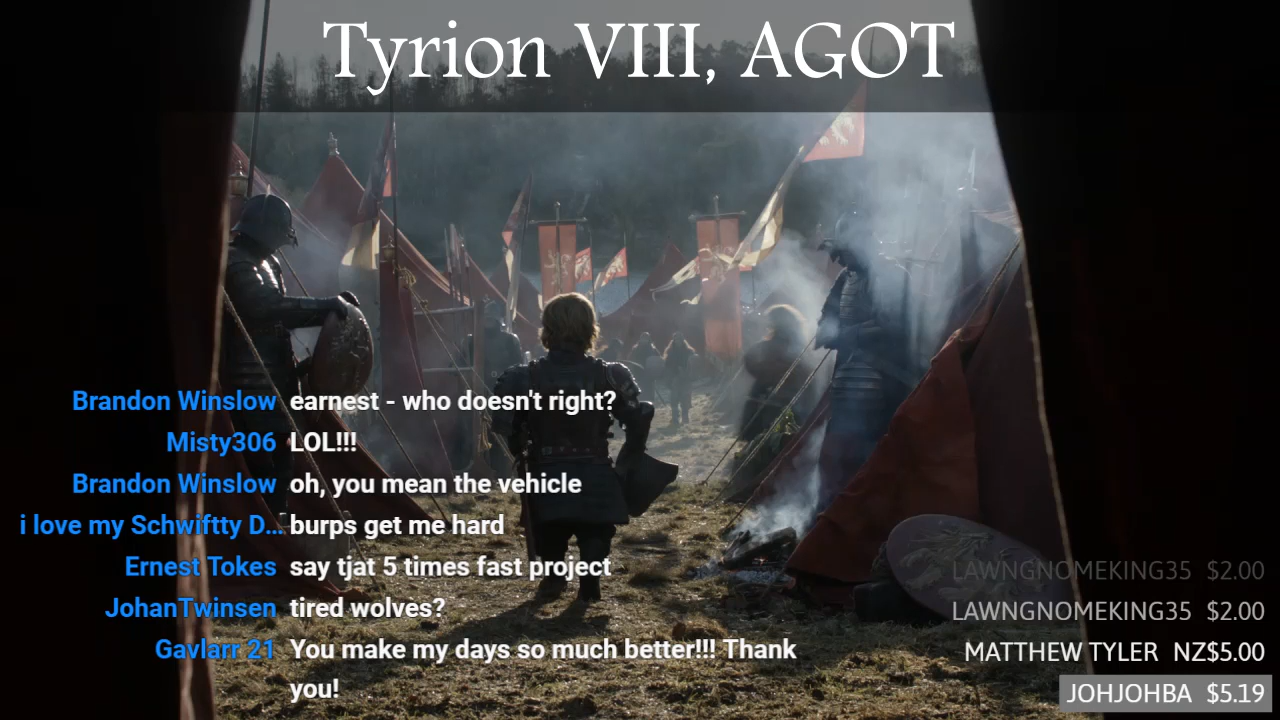 Tyrion VIII, AGOT
Brandon Winslow earnest - who doesn't right?
Misty306 LOL!!!
Brandon Winslow oh, you mean the vehicle
i love my Schwiftty D... burps get me hard
Ernest Tokes say tjat 5 times fast project
JohanTwinsen tired wolves?
Gavlarr 21 You make my days so much better!!! Thank
you!
LAWNGNOMEKING35 $2.00
LAWNGNOMEKING35 $2.00
MATTHEW TYLER NZ$5.00
JOHJOHBA $5.19